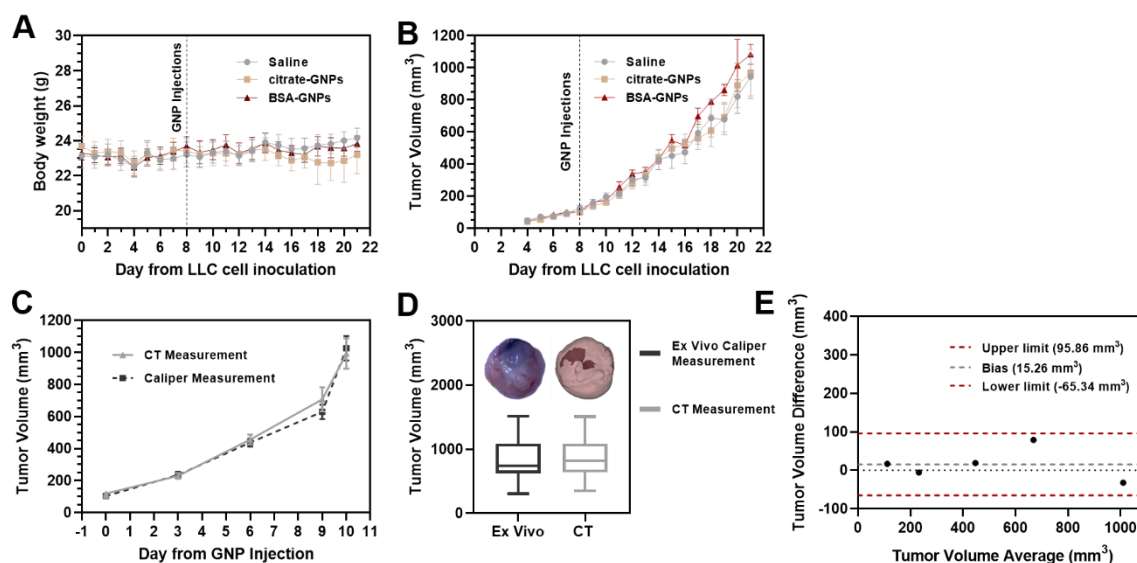 A
Body weight (g)
30
28
26
24
22
20
GNP Injections
Saline
citrate-GNPs
BSA-GNPs
0 2 4 6 8 10 12 14 16 18 20 22
Day from LLC cell inoculation
B
Tumor Volume (mm³)
1200
1000
800
600
400
200
0
GNP Injections
Saline
citrate-GNPs
BSA-GNPs
0 2 4 6 8 10 12 14 16 18 20 22
Day from LLC cell inoculation
C
Tumor Volume (mm³)
1200
1000
800
600
400
200
0
CT Measurement
Caliper Measurement
-1 0 1 2 3 4 5 6 7 8 9 10 11
Day from GNP Injection
D
Tumor Volume (mm³)
3000
2000
1000
0
Ex Vivo CT
Ex Vivo Caliper
Measurement
CT Measurement
E
Tumor Volume Difference (mm³)
400
300
200
100
0
-100
Upper limit (95.86 mm³)
Bias (15.26 mm³)
Lower limit (-65.34 mm³)
0 200 400 600 800 1000
Tumor Volume Average (mm³)